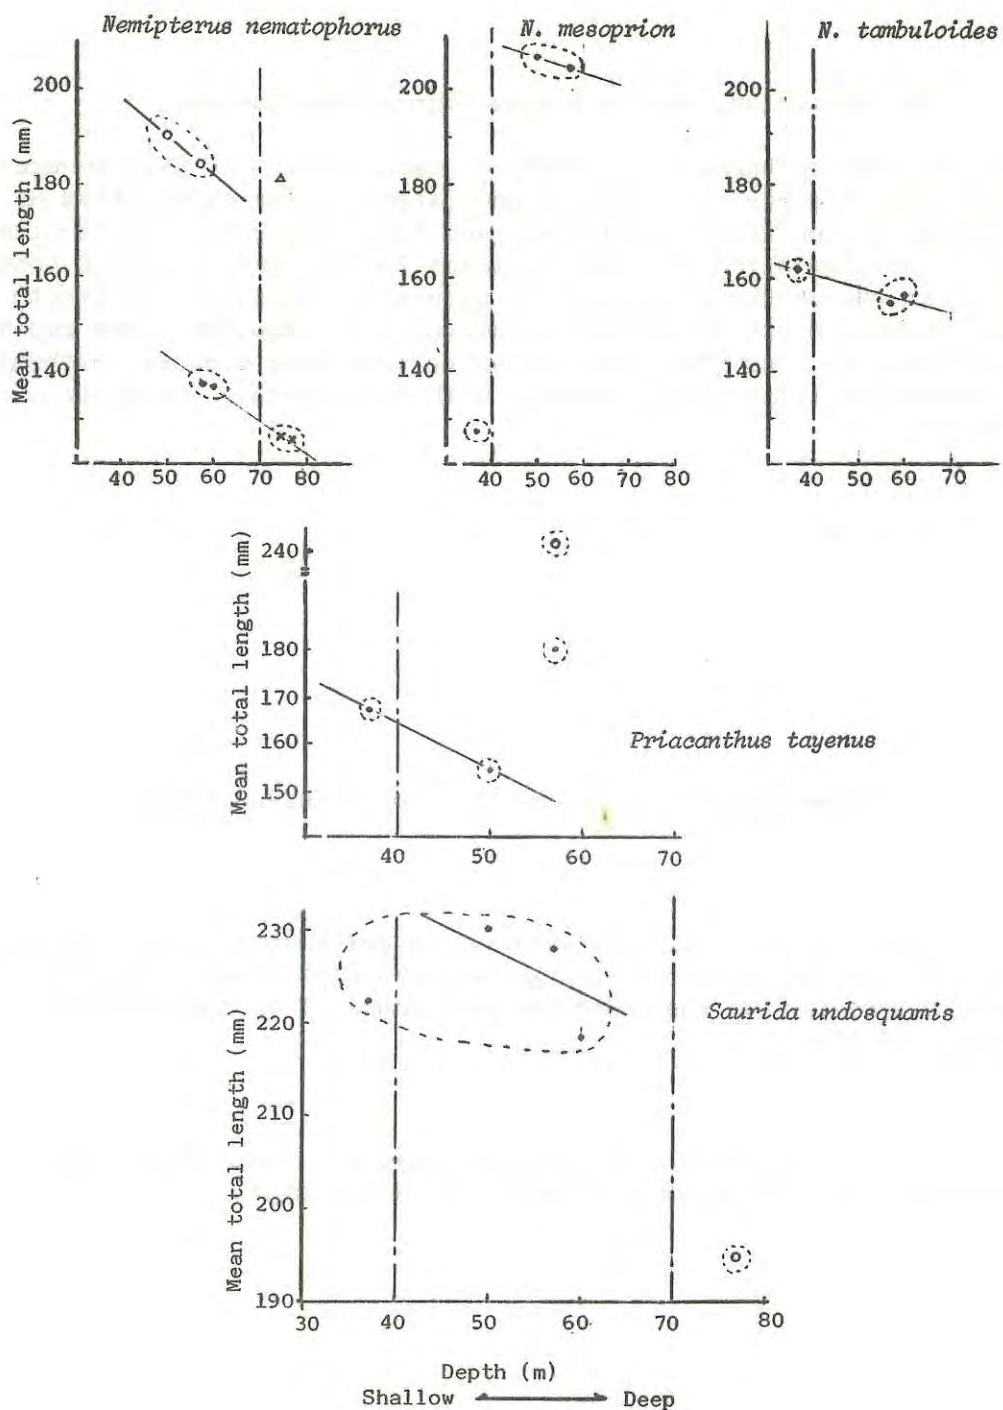 Nemipterus nematophorus N. mesoprion N. tambuloides
Mean total length (mm)
200
180
160
140
40 50 60 70 80
200
180
160
140
40 50 60 70 80
200
180
160
140
40 50 60 70
Mean total length (mm)
240
180
170
160
150
40 50 60 70
Priacanthus tayenus
Mean total length (mm)
230
220
210
200
190
30 40 50 60 70 80
Saurida undosquamis
Depth (m)
Shallow Deep